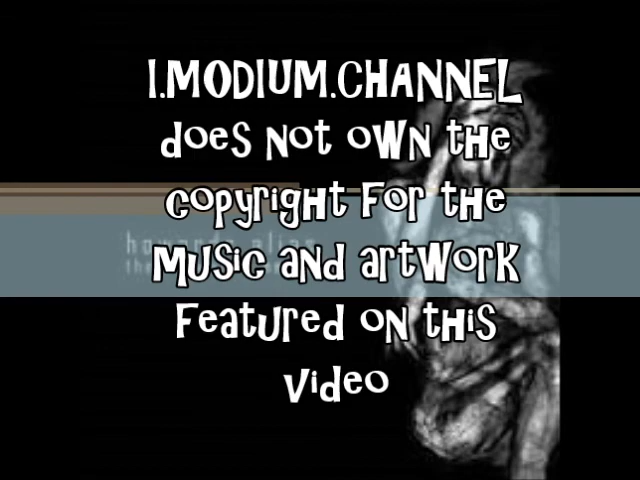 I.MODIUM.CHANNEL
does not own the
copyright for the
music and artwork
featured on this
video